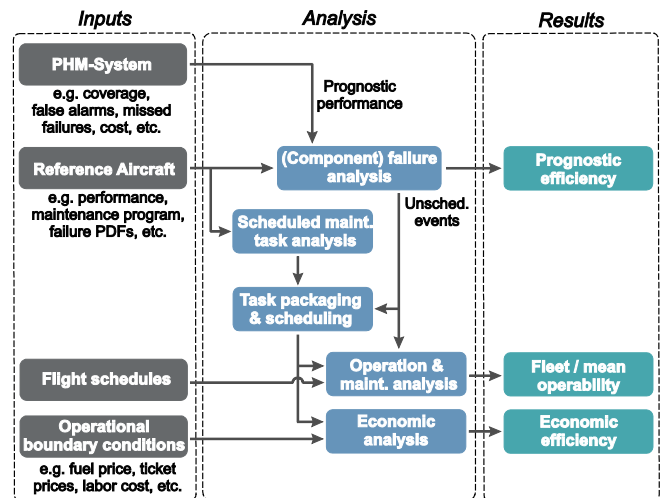 Inputs
Analysis
Results
PHM-System
e.g. coverage,
false alarms, missed
failures, cost, etc.
Prognostic
performance
Reference Aircraft
e.g. performance,
maintenance program,
failure PDFs, etc.
(Component) failure
analysis
Prognostic
efficiency
Unsched.
events
Scheduled maint.
task analysis
Task packaging
& scheduling
Flight schedules
Operation &
maint. analysis
Fleet / mean
operability
Operational
boundary conditions
e.g. fuel price, ticket
prices, labor cost, etc.
Economic
analysis
Economic
efficiency